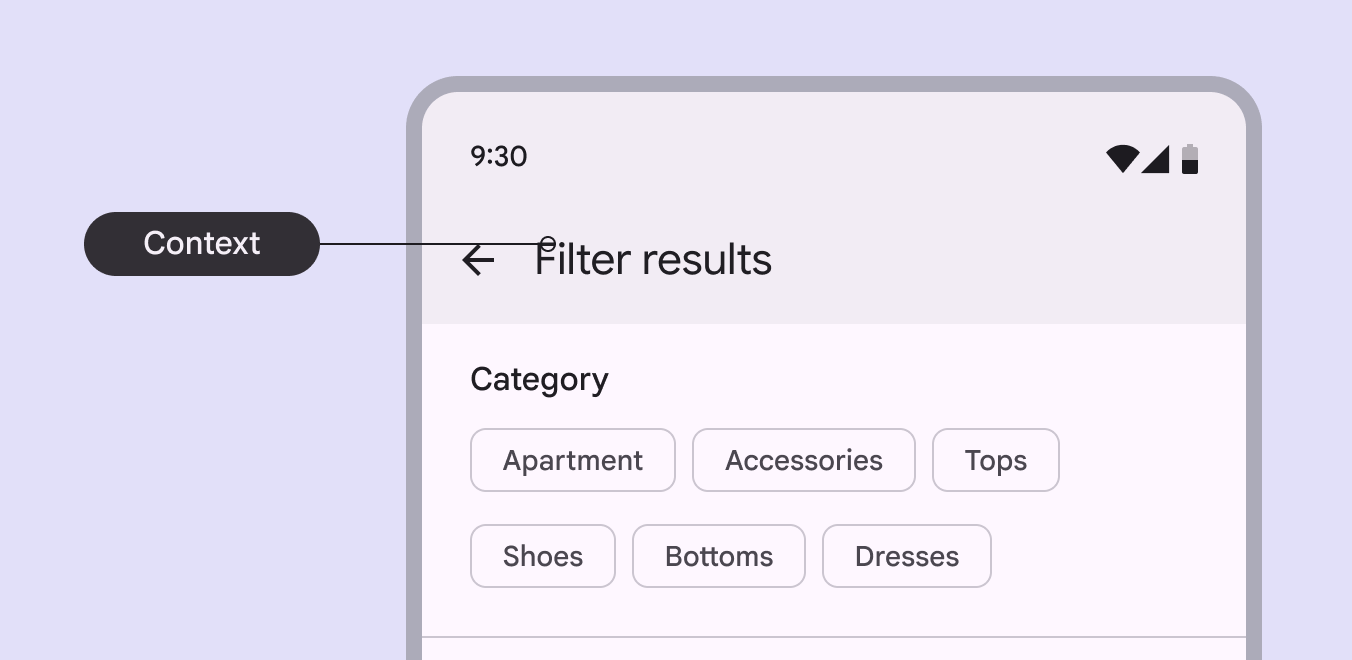 9:30
Context
Filter results
Category
Apartment
Accessories
Tops
Shoes
Bottoms
Dresses